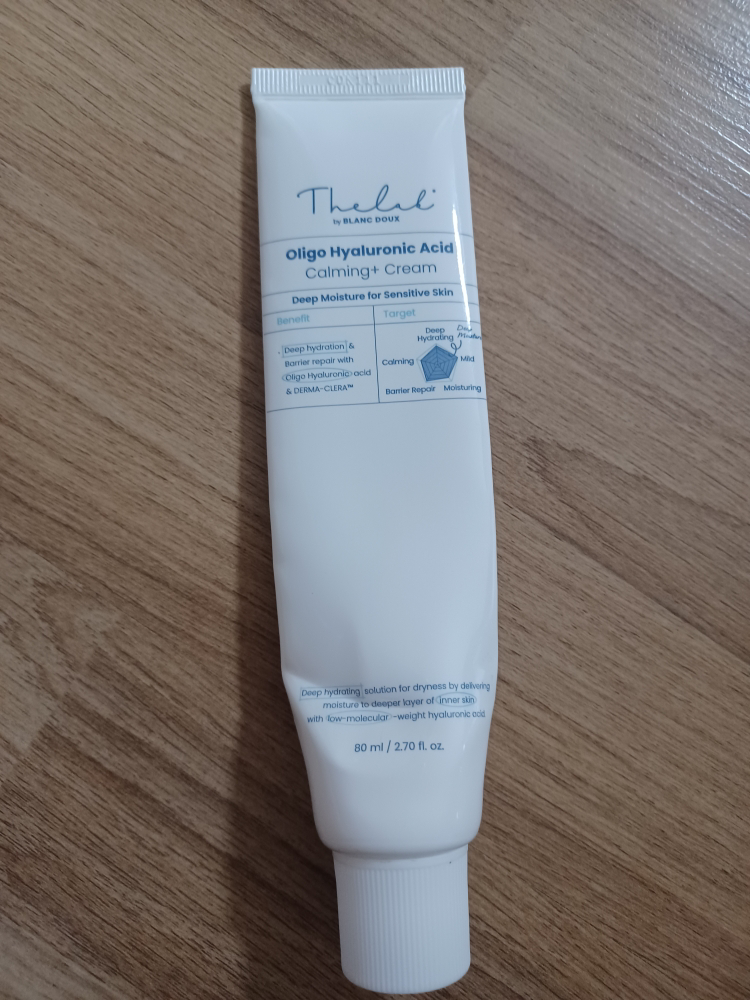 Thelab
by BLANC DOUX
Oligo Hyaluronic Acid
Calming+ Cream
Deep Moisture for Sensitive Skin
Benefit
Deep hydration &
Barrier repair with
Oligo Hyaluronic acid
& DERMA-CLERA™
Target
Deep
Hydrating
Deep
Calming
Mild
Barrier Repair
Moisturing
Deep hydrating solution for dryness by delivering
moisture to deeper layer of inner skin
with low-molecular -weight hyaluronic acid
80 ml / 2.70 fl. oz.